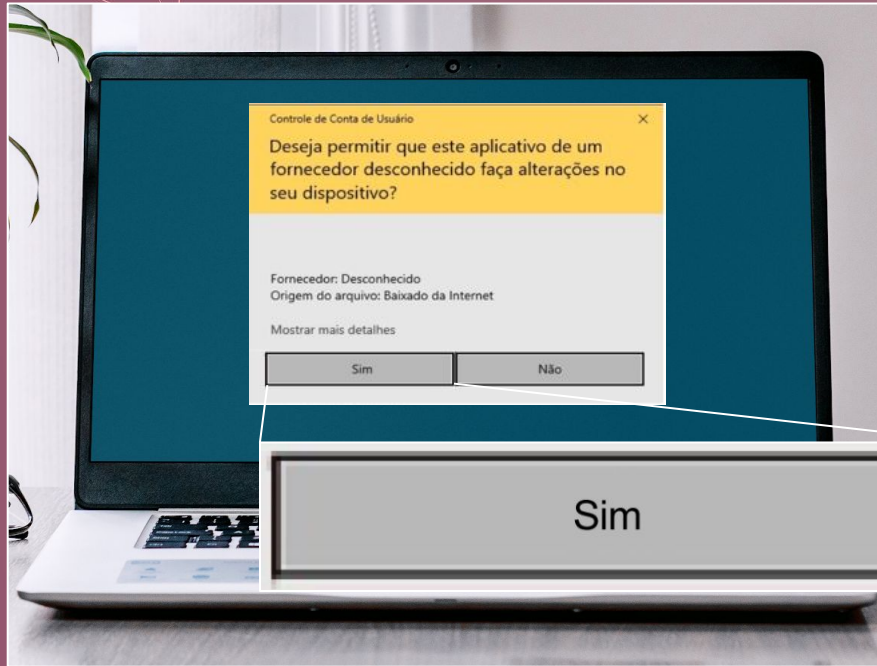 Controle de Conta de Usuário
Deseja permitir que este aplicativo de um
fornecedor desconhecido faça alterações no
seu dispositivo?
Fornecedor: Desconhecido
Origem do arquivo: Baixado da Internet
Mostrar mais detalhes
Sim
Não
Sim